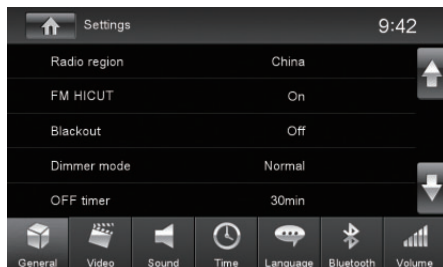 Settings 9:42
Radio region China
FM HICUT On
Blackout Off
Dimmer mode Normal
OFF timer 30min
General Video Sound Time Language Bluetooth Volume